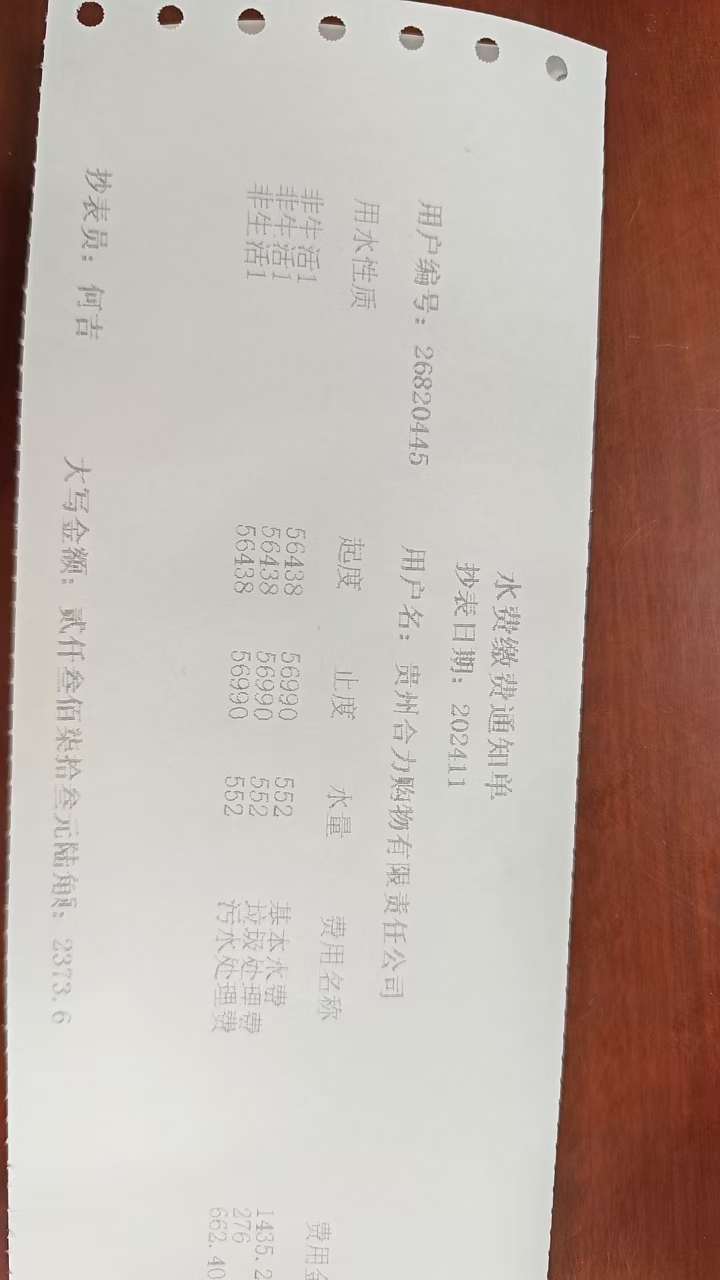 水费缴费通知单
抄表日期：202411
用户编号：26820445 用户名：贵州合力购物有限责任公司
用水性质 起度 止度 水量 费用名称 费用金
非生活1 56438 56990 552 基本水费 1435.2
非生活1 56438 56990 552 垃圾处理费 276
非生活1 56438 56990 552 污水处理费 662.40
抄表员：何吉 大写金额：贰仟叁佰柒拾叁元陆角 2373.6